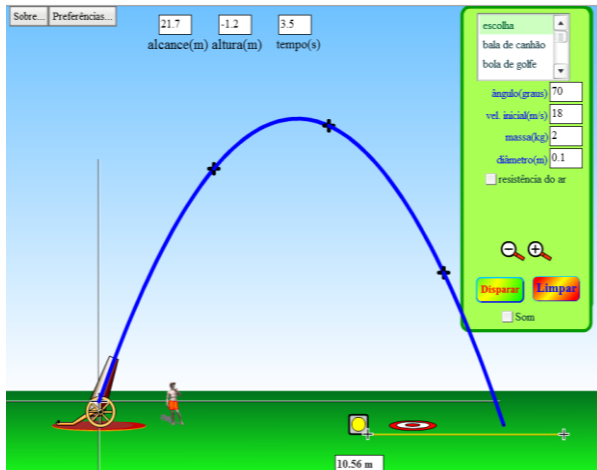 Sobre... Preferências...
21.7 -1.2 3.5
alcance(m) altura(m) tempo(s)
escolha
bala de canhão
bola de golfe
ângulo(graus) 70
vel. inicial(m/s) 18
massa(kg) 2
diâmetro(m) 0.1
resistência do ar
Disparar Limpar
Som
10.56 m